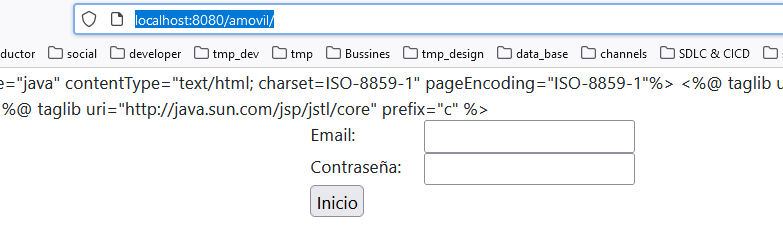 localhost:8080/amovil/
ductor social developer tmp_dev tmp Bussines tmp_design data_base channels SDLC & CICD
e="java" contentType="text/html; charset=ISO-8859-1" pageEncoding="ISO-8859-1"%> <%@ taglib u
%@ taglib uri="http://java.sun.com/jsp/jstl/core" prefix="c" %>
Email:
Contraseña:
Inicio